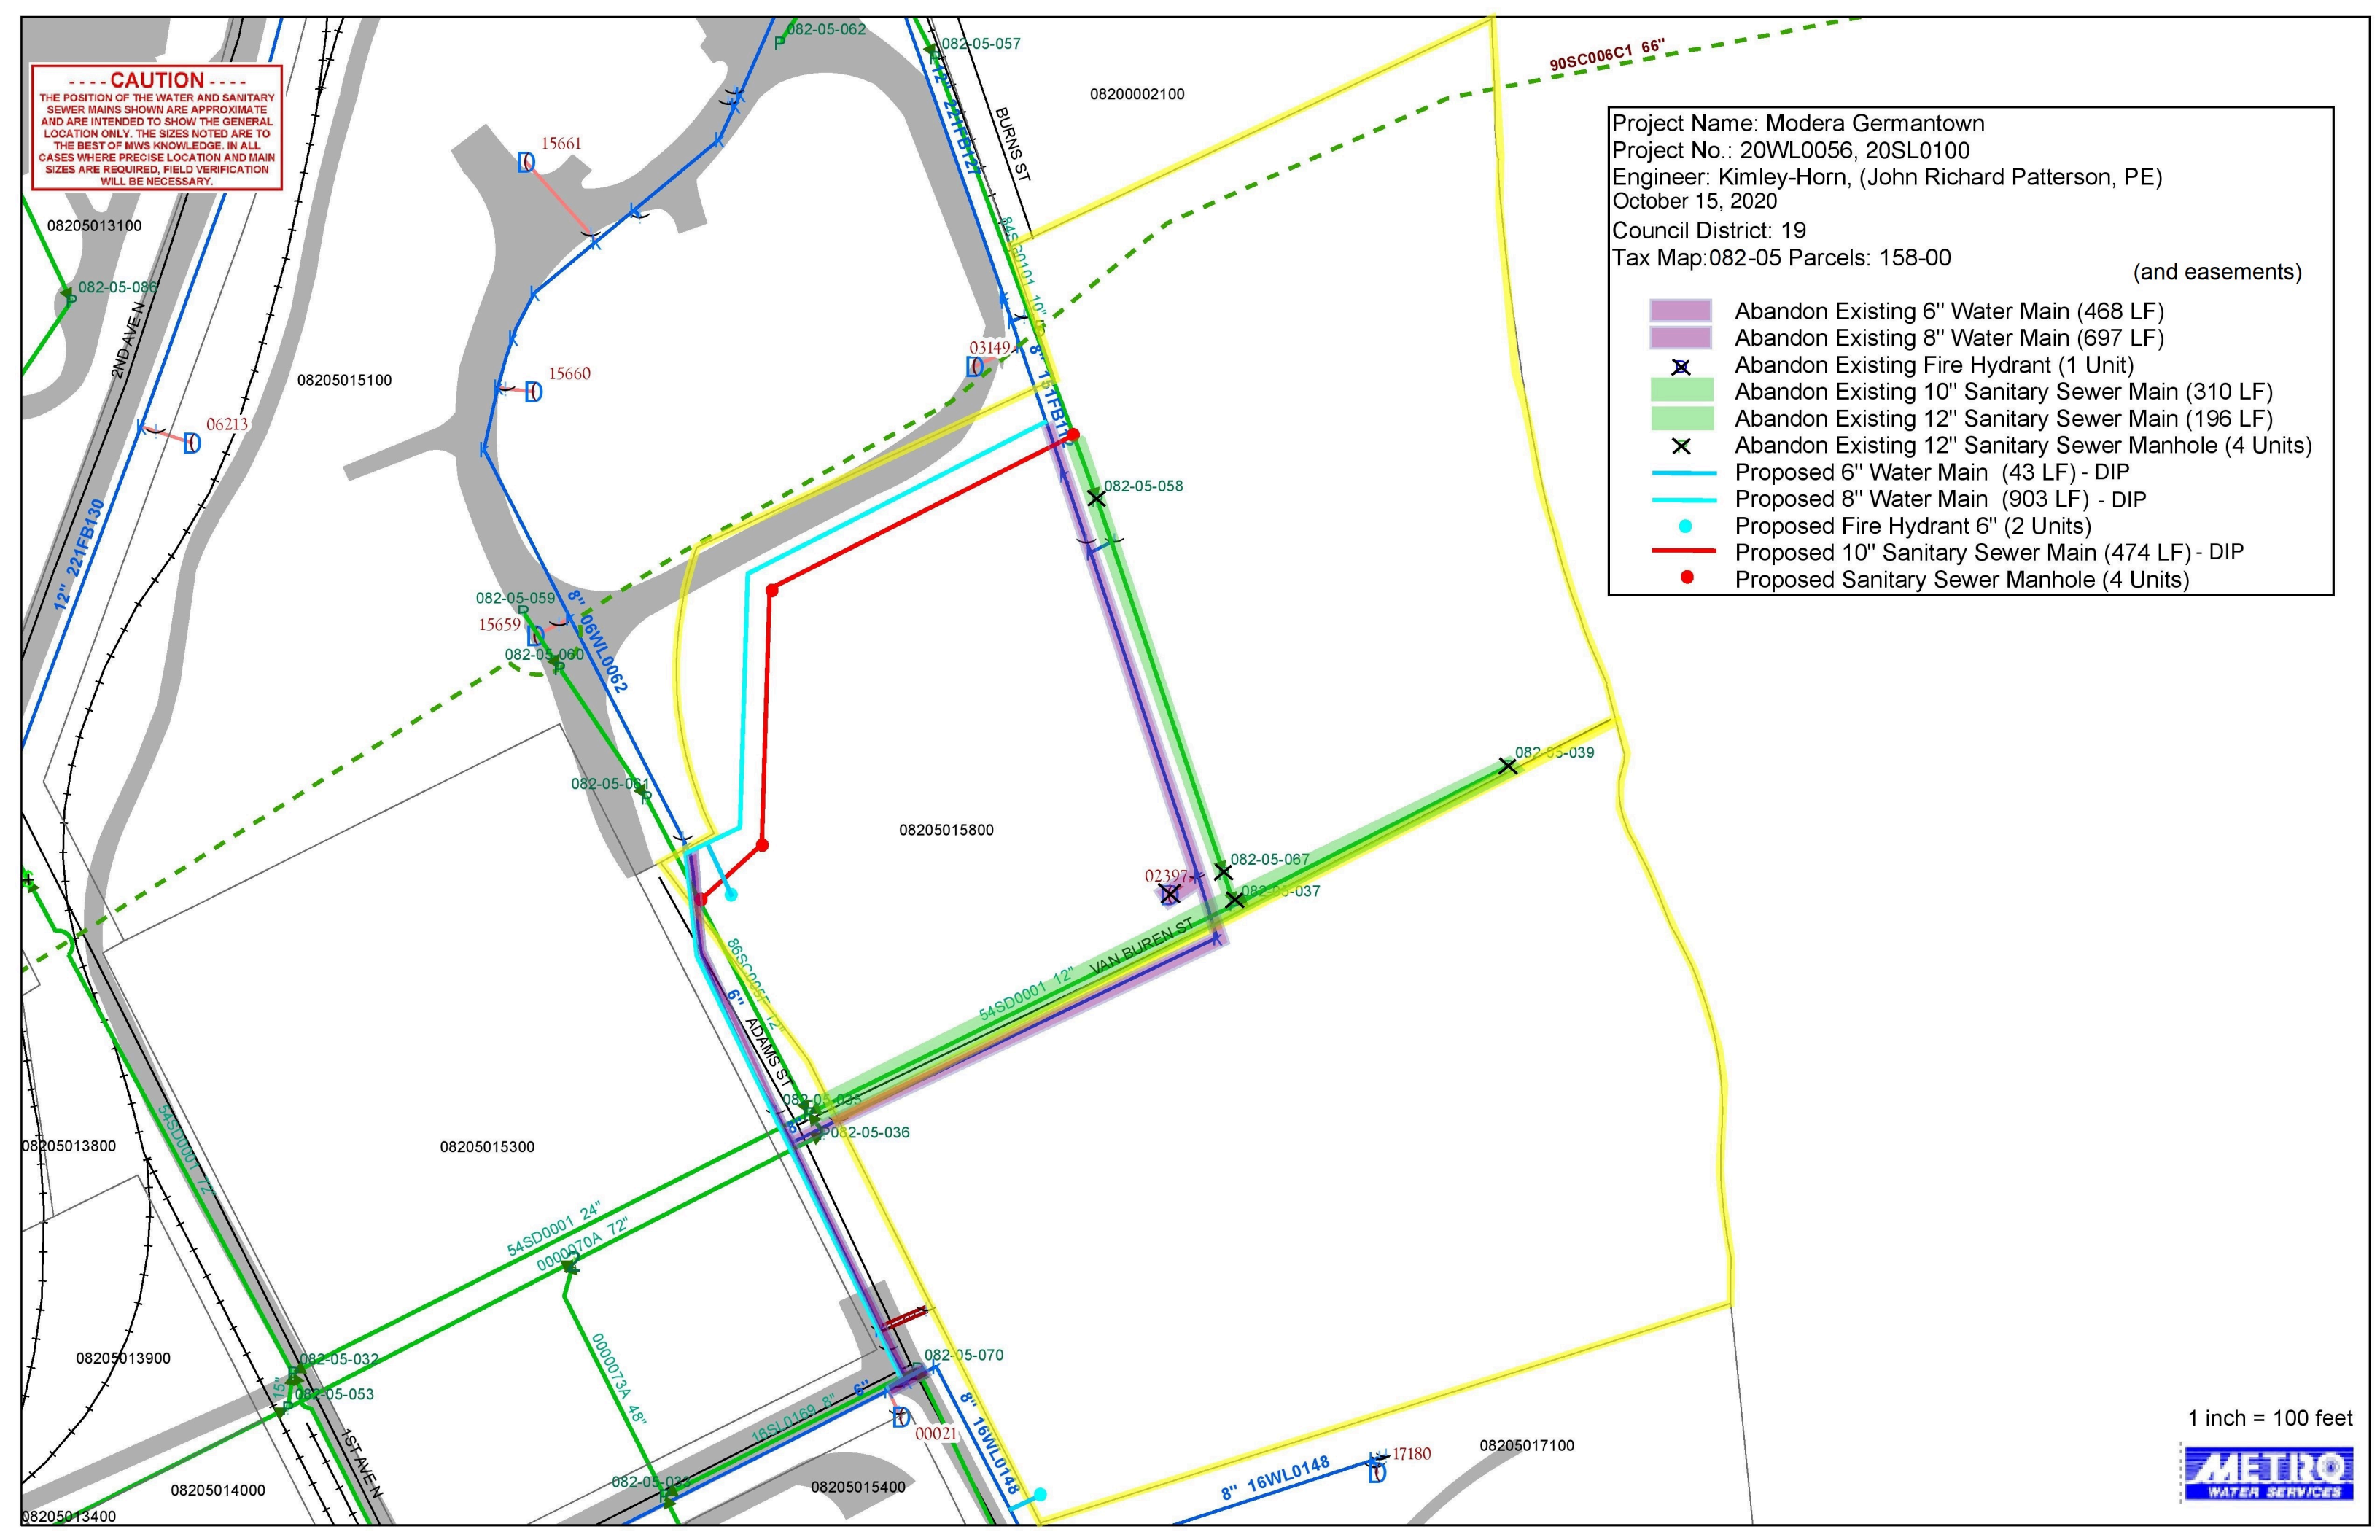 ---- CAUTION ----
THE POSITION OF THE WATER AND SANITARY
SEWER MAINS SHOWN ARE APPROXIMATE
AND ARE INTENDED TO SHOW THE GENERAL
LOCATION ONLY. THE SIZES NOTED ARE TO
THE BEST OF MWS KNOWLEDGE. IN ALL
CASES WHERE PRECISE LOCATION AND MAIN
SIZES ARE REQUIRED, FIELD VERIFICATION
WILL BE NECESSARY.
082-05-062
082-05-057
12" 221FB127
BURNS ST
08200002100
90SC006C1 66"
Project Name: Modera Germantown
Project No.: 20WL0056, 20SL0100
Engineer: Kimley-Horn, (John Richard Patterson, PE)
October 15, 2020
Council District: 19
Tax Map:082-05 Parcels: 158-00
(and easements)
Abandon Existing 6" Water Main (468 LF)
Abandon Existing 8" Water Main (697 LF)
Abandon Existing Fire Hydrant (1 Unit)
Abandon Existing 10" Sanitary Sewer Main (310 LF)
Abandon Existing 12" Sanitary Sewer Main (196 LF)
Abandon Existing 12" Sanitary Sewer Manhole (4 Units)
Proposed 6" Water Main (43 LF) - DIP
Proposed 8" Water Main (903 LF) - DIP
Proposed Fire Hydrant 6" (2 Units)
Proposed 10" Sanitary Sewer Main (474 LF) - DIP
Proposed Sanitary Sewer Manhole (4 Units)
15661
08205013100
082-05-086
2ND AVE N
08205015100
15660
03149
06213
12" 221FB130
082-05-058
082-05-059
15659
082-05-060
8" 06WL0062
082-05-061
082-05-039
08205015800
082-05-067
02397
082-05-037
VAN BUREN ST
54SD0001 12"
6"
ADAMS ST
082-05-035
082-05-036
08205013800
54SD0001 72"
08205015300
54SD0001 24"
0000070A 72"
0000073A 48"
08205013900
082-05-032
082-05-053
15"
1ST AVE N
082-05-070
6"
16SL0169 8"
00021
8" 16WL0148
8" 16WL0148
17180
08205017100
08205015400
08205014000
08205013400
1 inch = 100 feet
METRO
WATER SERVICES